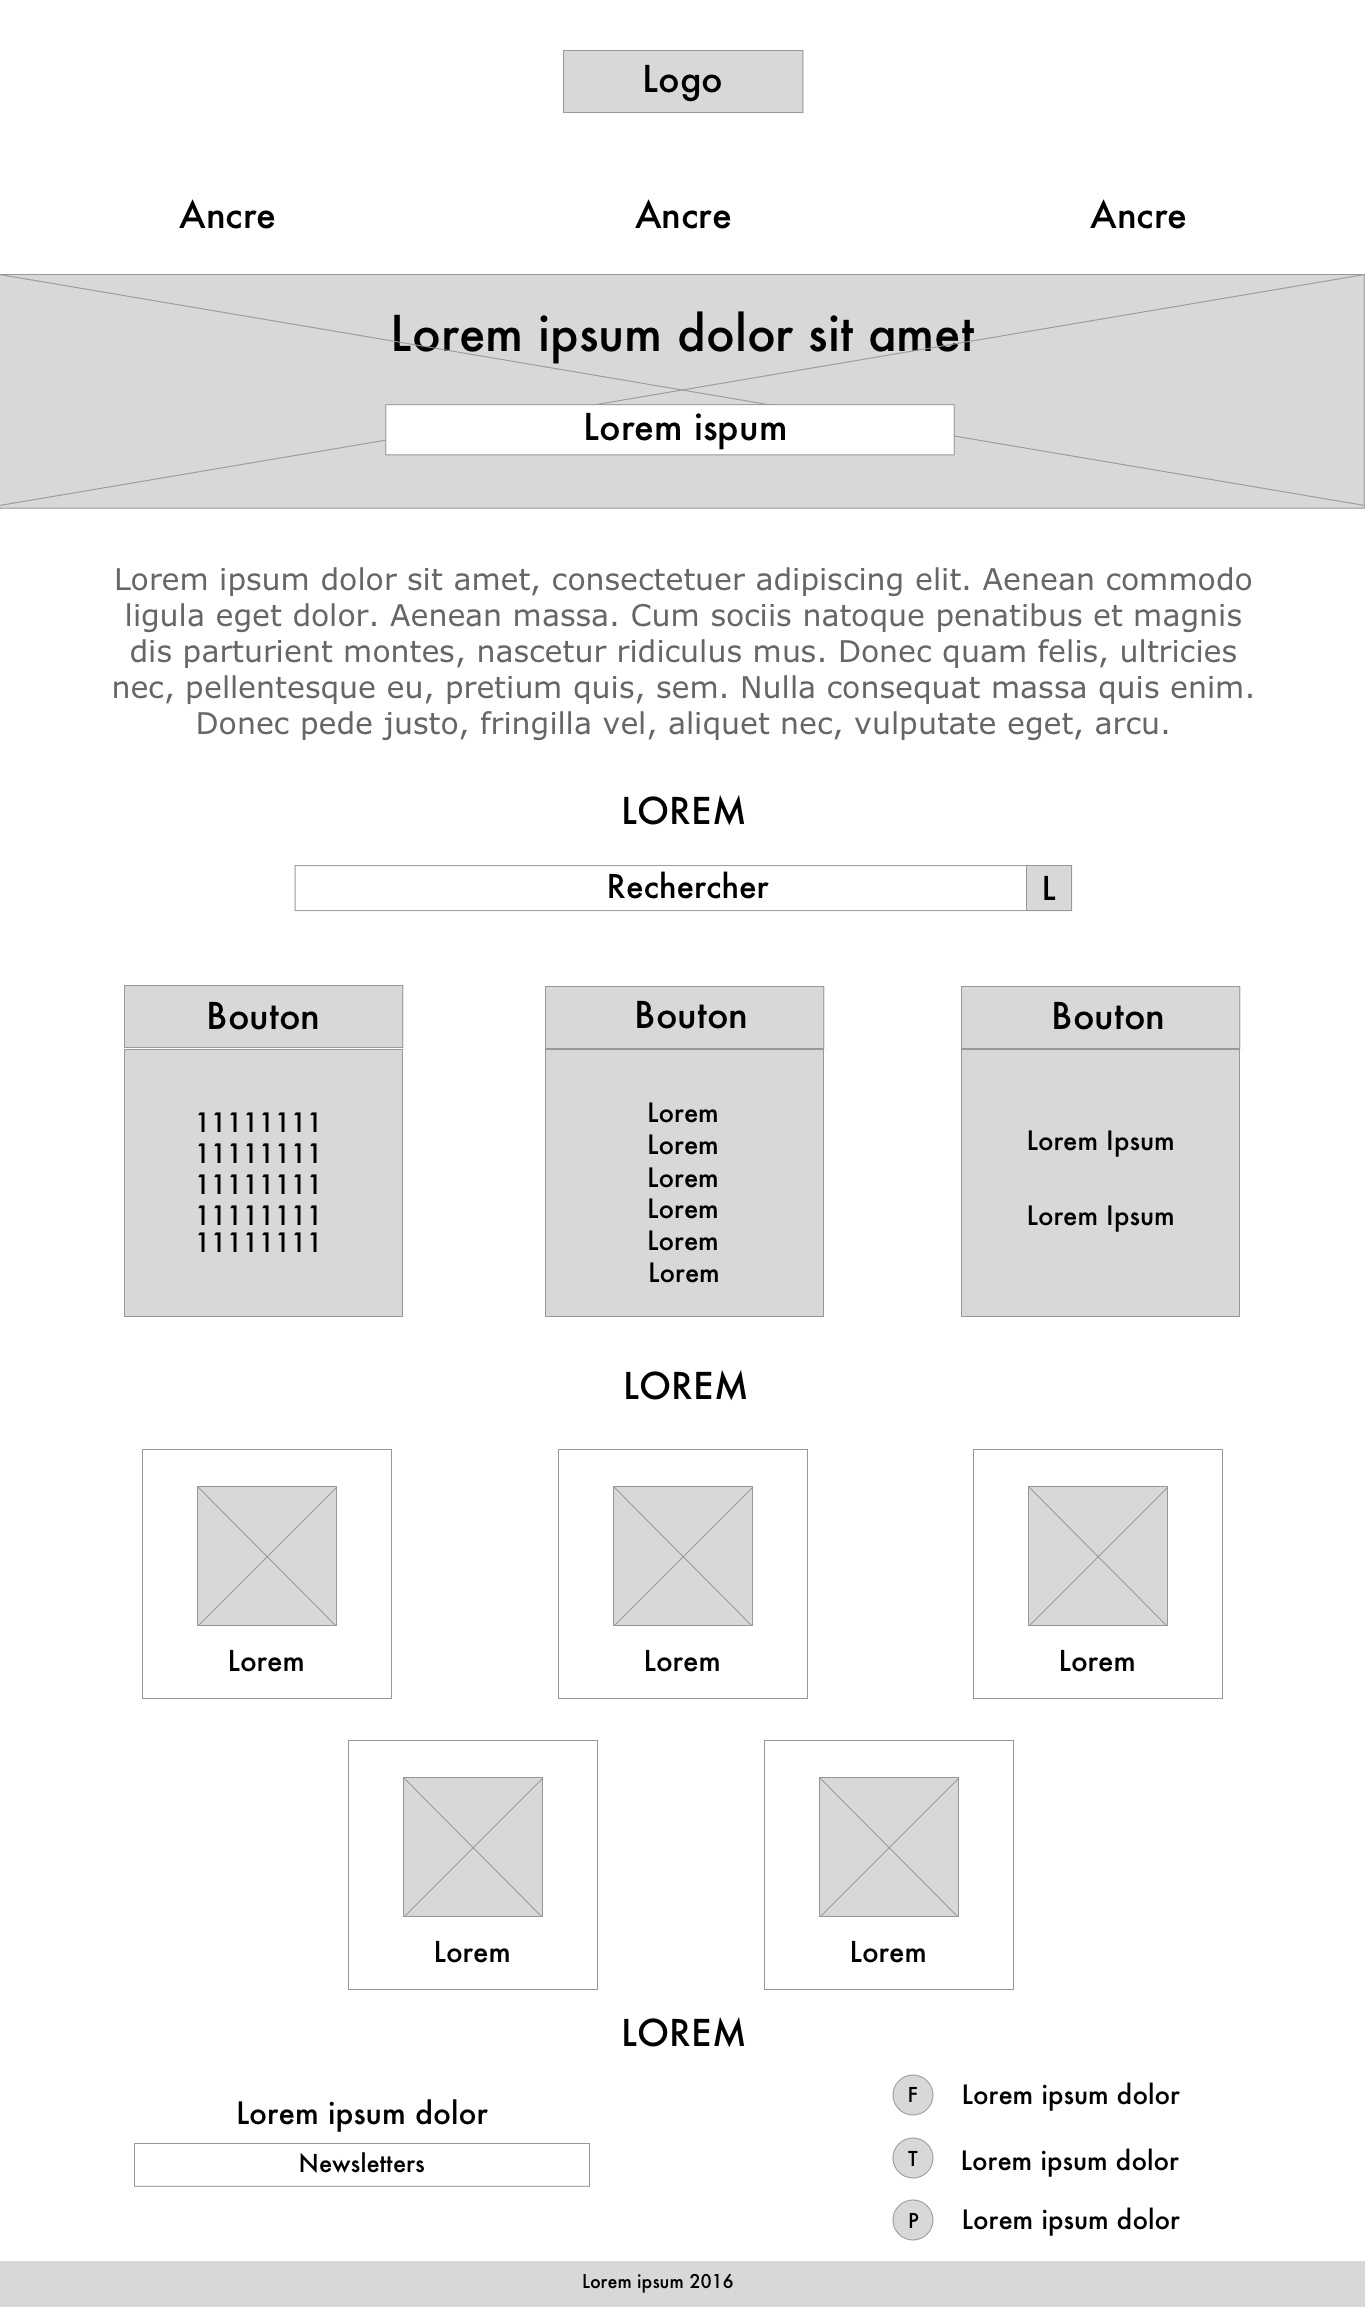 Logo
Ancre
Ancre
Ancre
Lorem ipsum dolor sit amet
Lorem ispum
Lorem ipsum dolor sit amet, consectetuer adipiscing elit. Aenean commodo
ligula eget dolor. Aenean massa. Cum sociis natoque penatibus et magnis
dis parturient montes, nascetur ridiculus mus. Donec quam felis, ultricies
nec, pellentesque eu, pretium quis, sem. Nulla consequat massa quis enim.
Donec pede justo, fringilla vel, aliquet nec, vulputate eget, arcu.
LOREM
Rechercher
L
Bouton
11111111
11111111
11111111
11111111
11111111
Bouton
Lorem
Lorem
Lorem
Lorem
Lorem
Lorem
Bouton
Lorem Ipsum
Lorem Ipsum
LOREM
Lorem
Lorem
Lorem
Lorem
Lorem
LOREM
Lorem ipsum dolor
Newsletters
F Lorem ipsum dolor
T Lorem ipsum dolor
P Lorem ipsum dolor
Lorem ipsum 2016